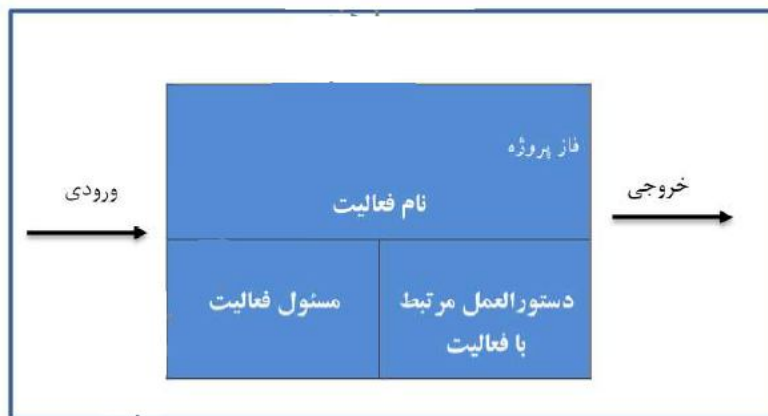 فاز پروژه
خروجی
ورودی
نام فعالیت
دستورالعمل مرتبط
با فعالیت
مسئول فعالیت